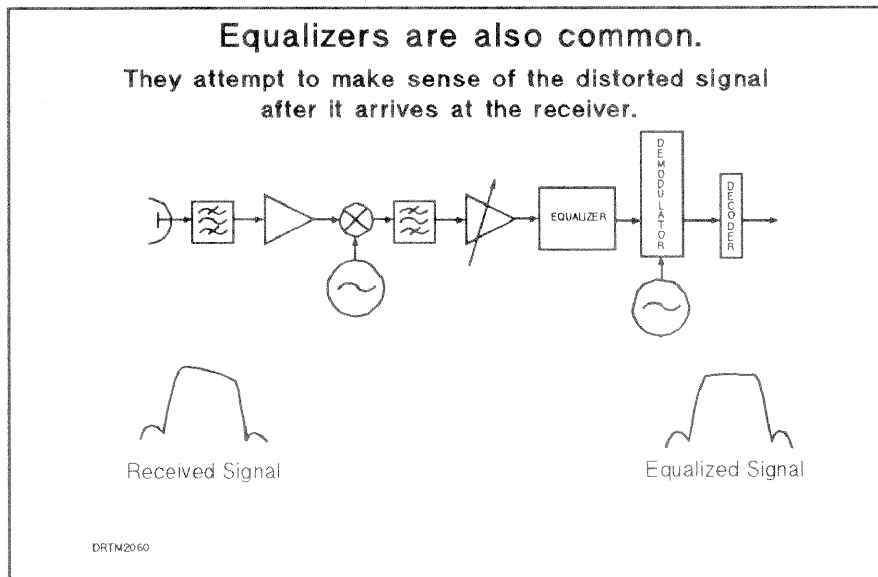 Equalizers are also common.
They attempt to make sense of the distorted signal
after it arrives at the receiver.
DEMODULATOR
DECODER
EQUALIZER
Received Signal
Equalized Signal
DRTM2060